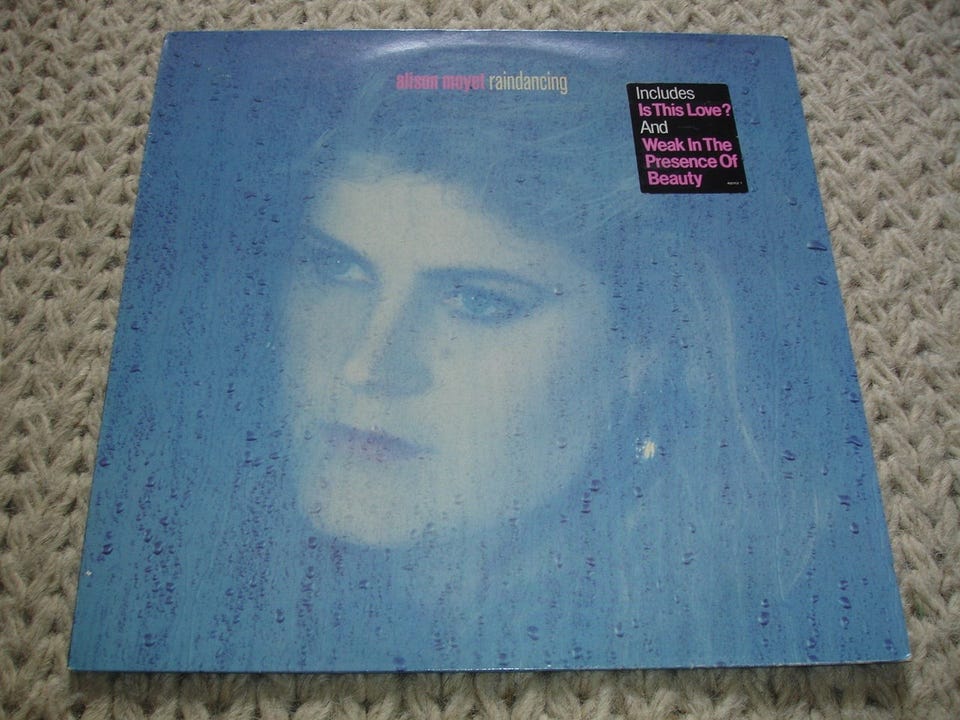 alison moyet raindancing
Includes
Is This Love?
And
Weak In The
Presence Of
Beauty